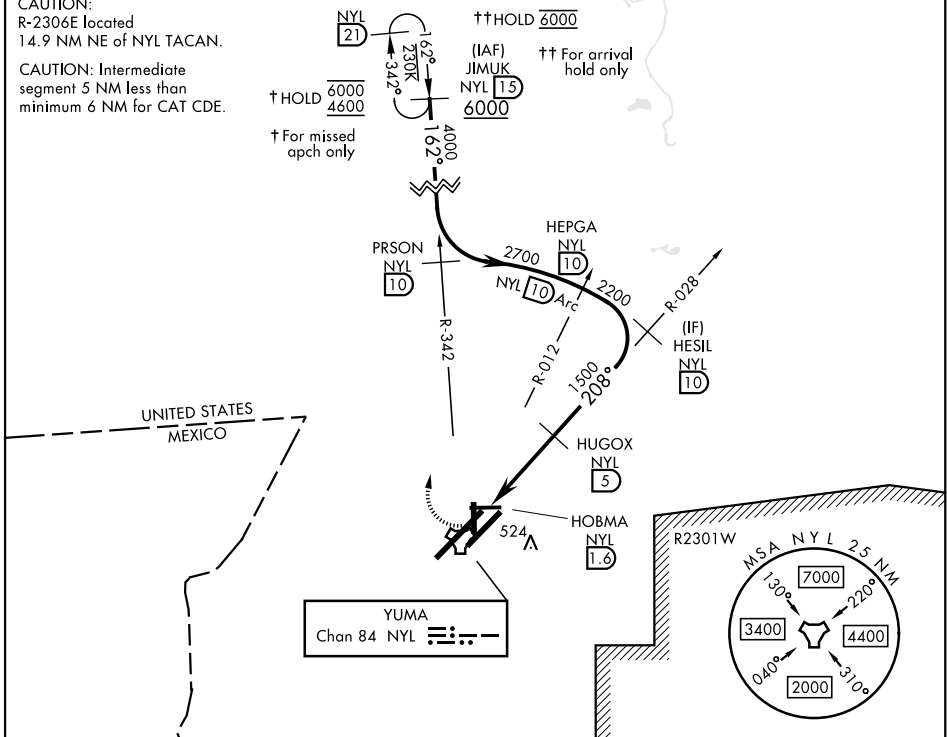 CAUTION:
R-2306E located
14.9 NM NE of NYL TACAN.
CAUTION: Intermediate
segment 5 NM less than
minimum 6 NM for CAT CDE.
NYL
21
162°
230K
342°
††HOLD 6000
†† For arrival
hold only
(IAF)
JIMUK
NYL 15
6000
†HOLD 6000
4600
† For missed
apch only
4000
162°
PRSON
NYL
10
2700
HEPGA
NYL
10
NYL 10 Arc
2200
R-028
(IF)
HESIL
NYL
10
R-342
R-012
1500
208°
UNITED STATES
MEXICO
HUGOX
NYL
5
HOBMA
NYL
1.6
524
YUMA
Chan 84 NYL
R2301W
MSA NYL 25 NM
130°
7000
220°
3400
4400
040°
2000
310°